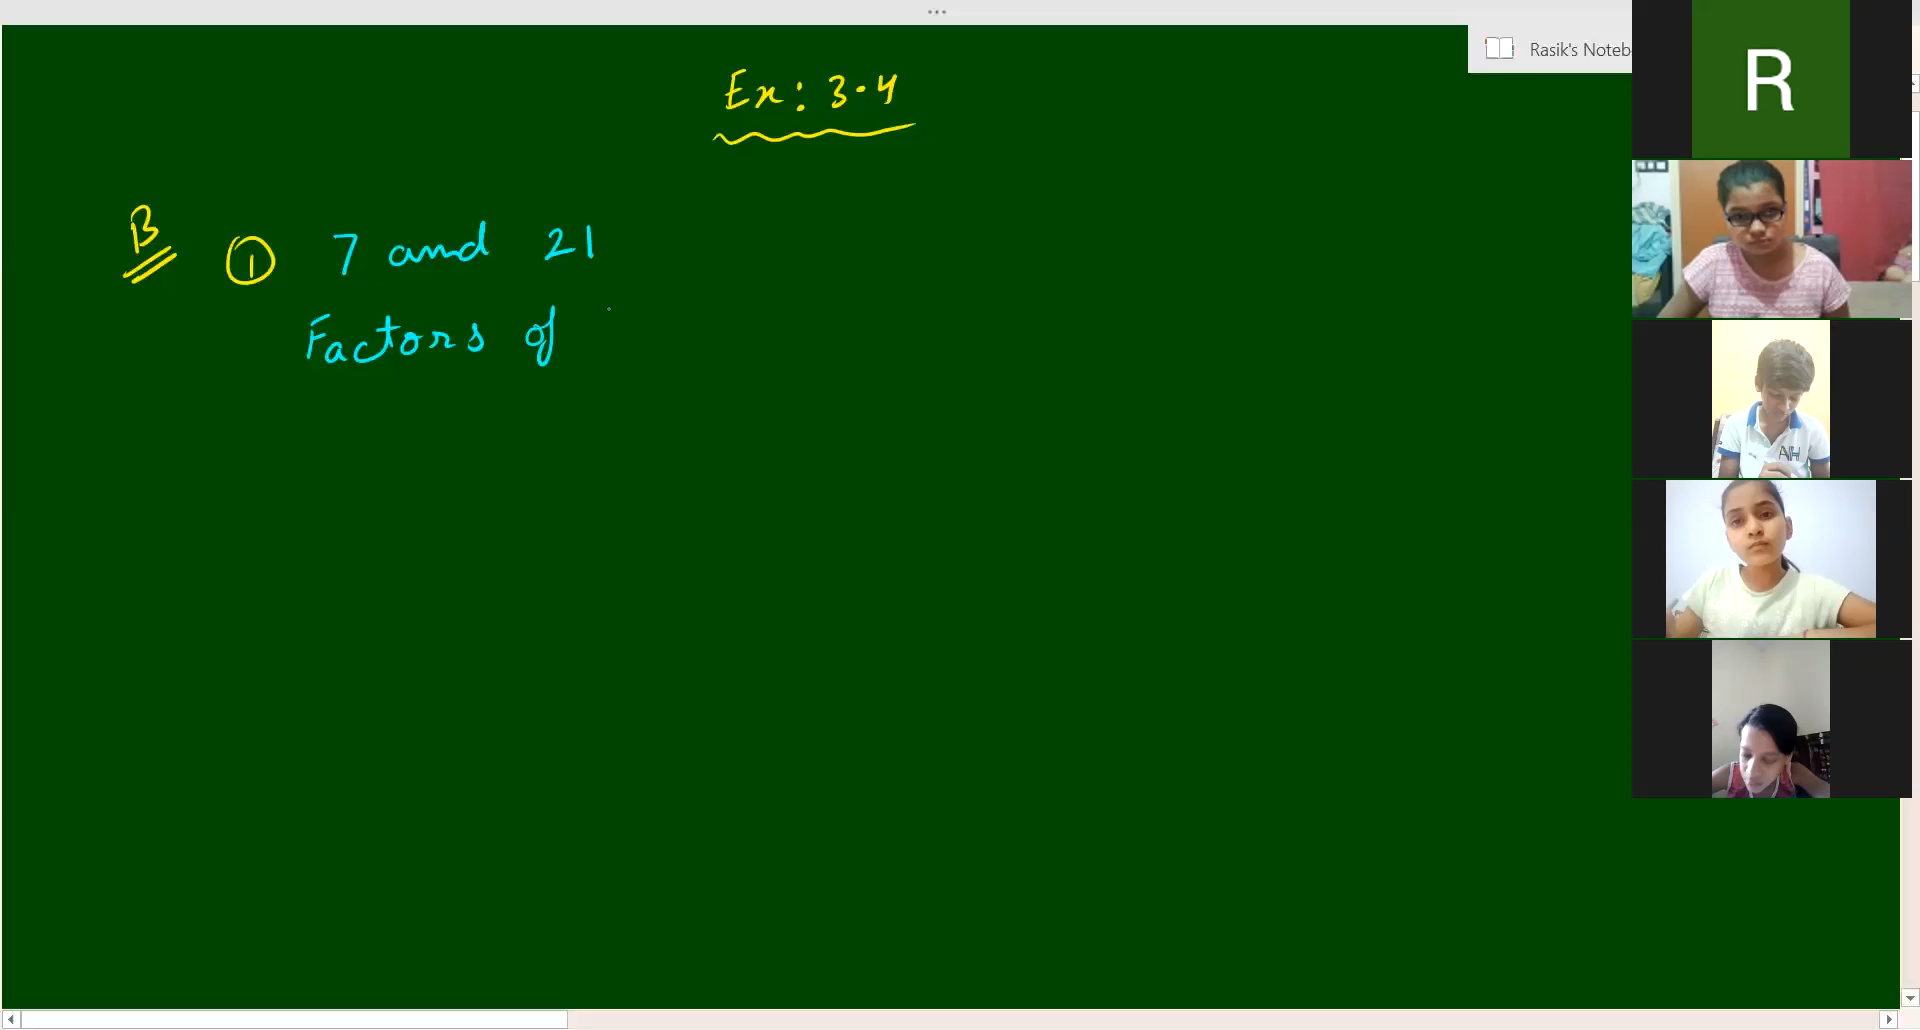 Rasik's Noteb
R
Ex: 3.4
B ① 7 and 21
Factors of
AH